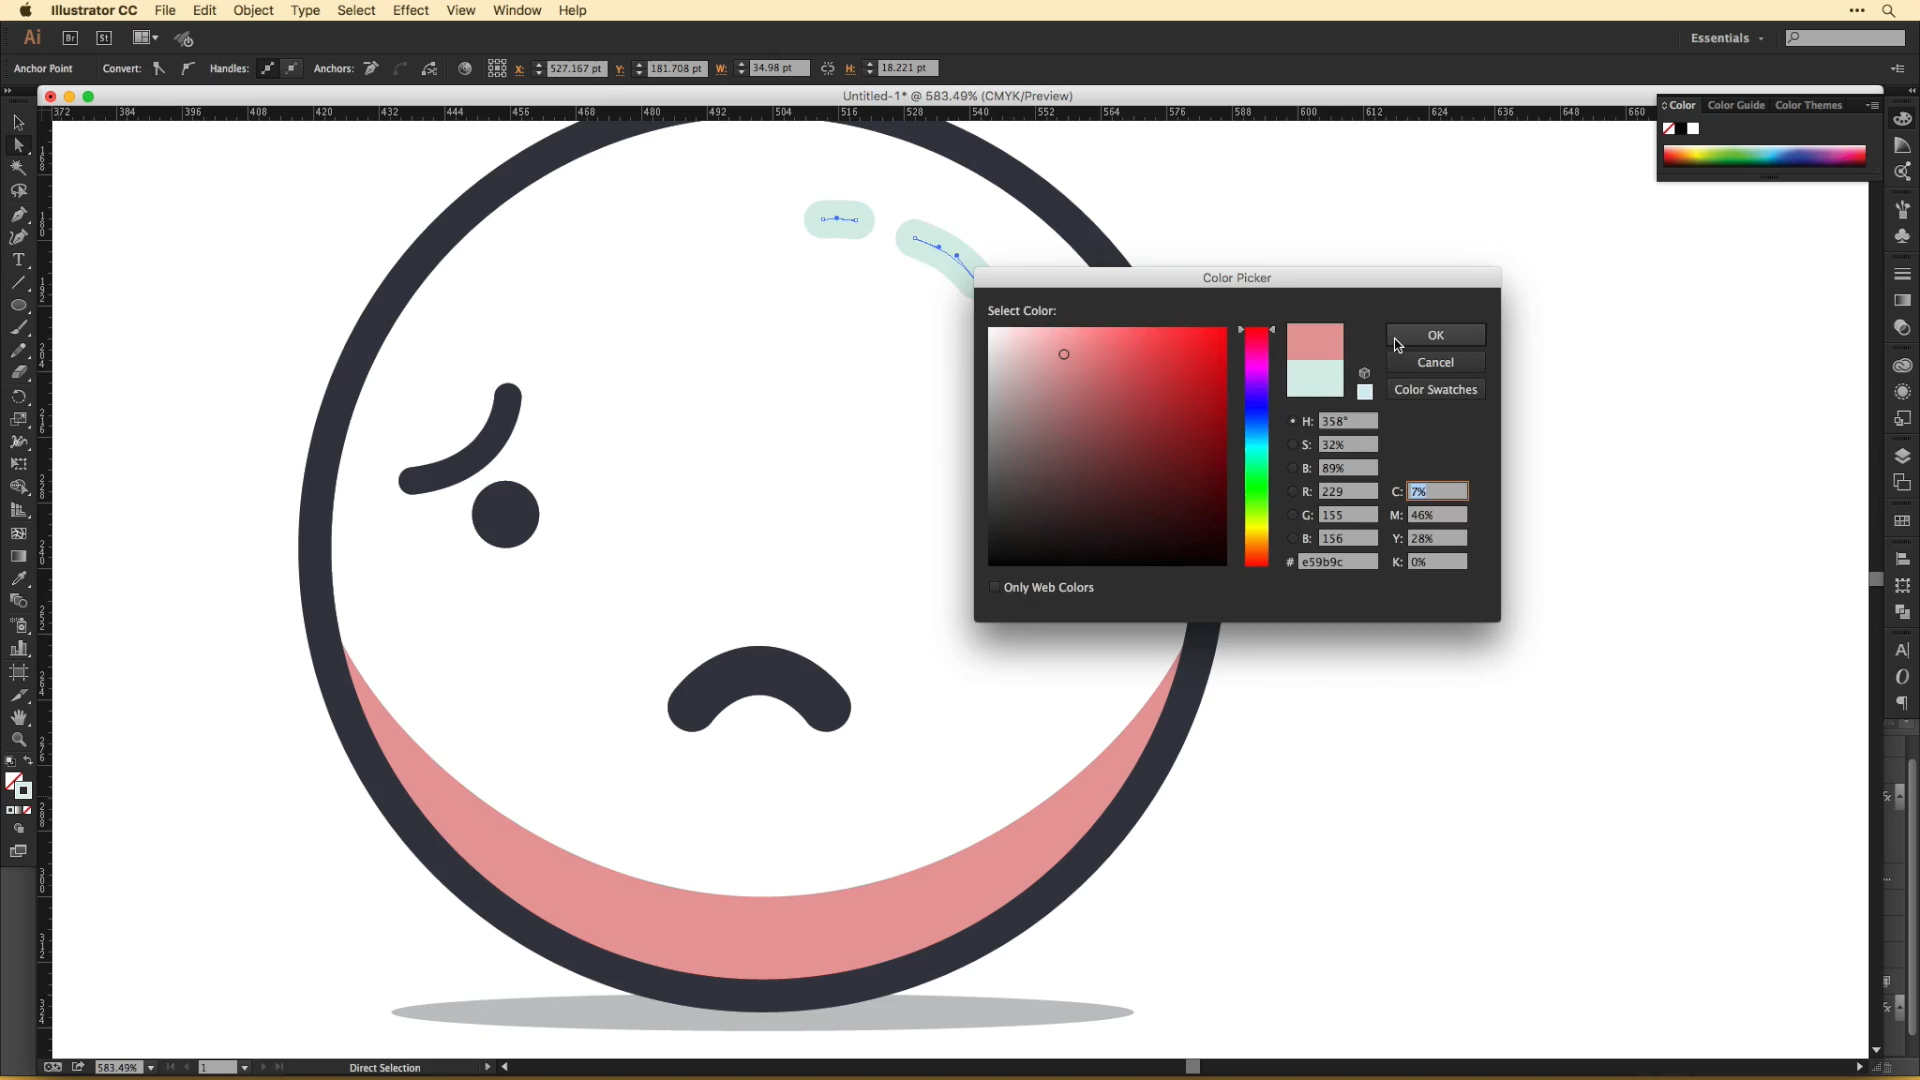 Illustrator CC File Edit Object Type Select Effect View Window Help
Ai Br St Essentials
Anchor Point Convert: Handles: Anchors: X: 527.167 pt Y: 181.708 pt W: 34.98 pt H: 18.221 pt
Untitled-1* @ 583.49% (CMYK/Preview)
372 384 396 408 420 432 444 456 468 480 492 504 516 528 540 552 564 576 588 600 612 624 636 648 660
Color Color Guide Color Themes
Color Picker
Select Color:
OK
Cancel
Color Swatches
H: 358°
S: 32%
B: 89%
R: 229 C: 7%
G: 155 M: 46%
B: 156 Y: 28%
# e59b9c K: 0%
Only Web Colors
583.49% 1 Direct Selection